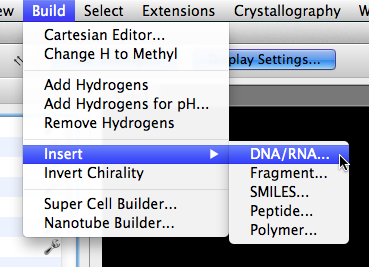 Build Select Extensions Crystallography
Cartesian Editor...
Change H to Methyl
Display Settings...
Add Hydrogens
Add Hydrogens for pH...
Remove Hydrogens
Insert
DNA/RNA...
Invert Chirality
Fragment...
SMILES...
Super Cell Builder...
Peptide...
Nanotube Builder...
Polymer...